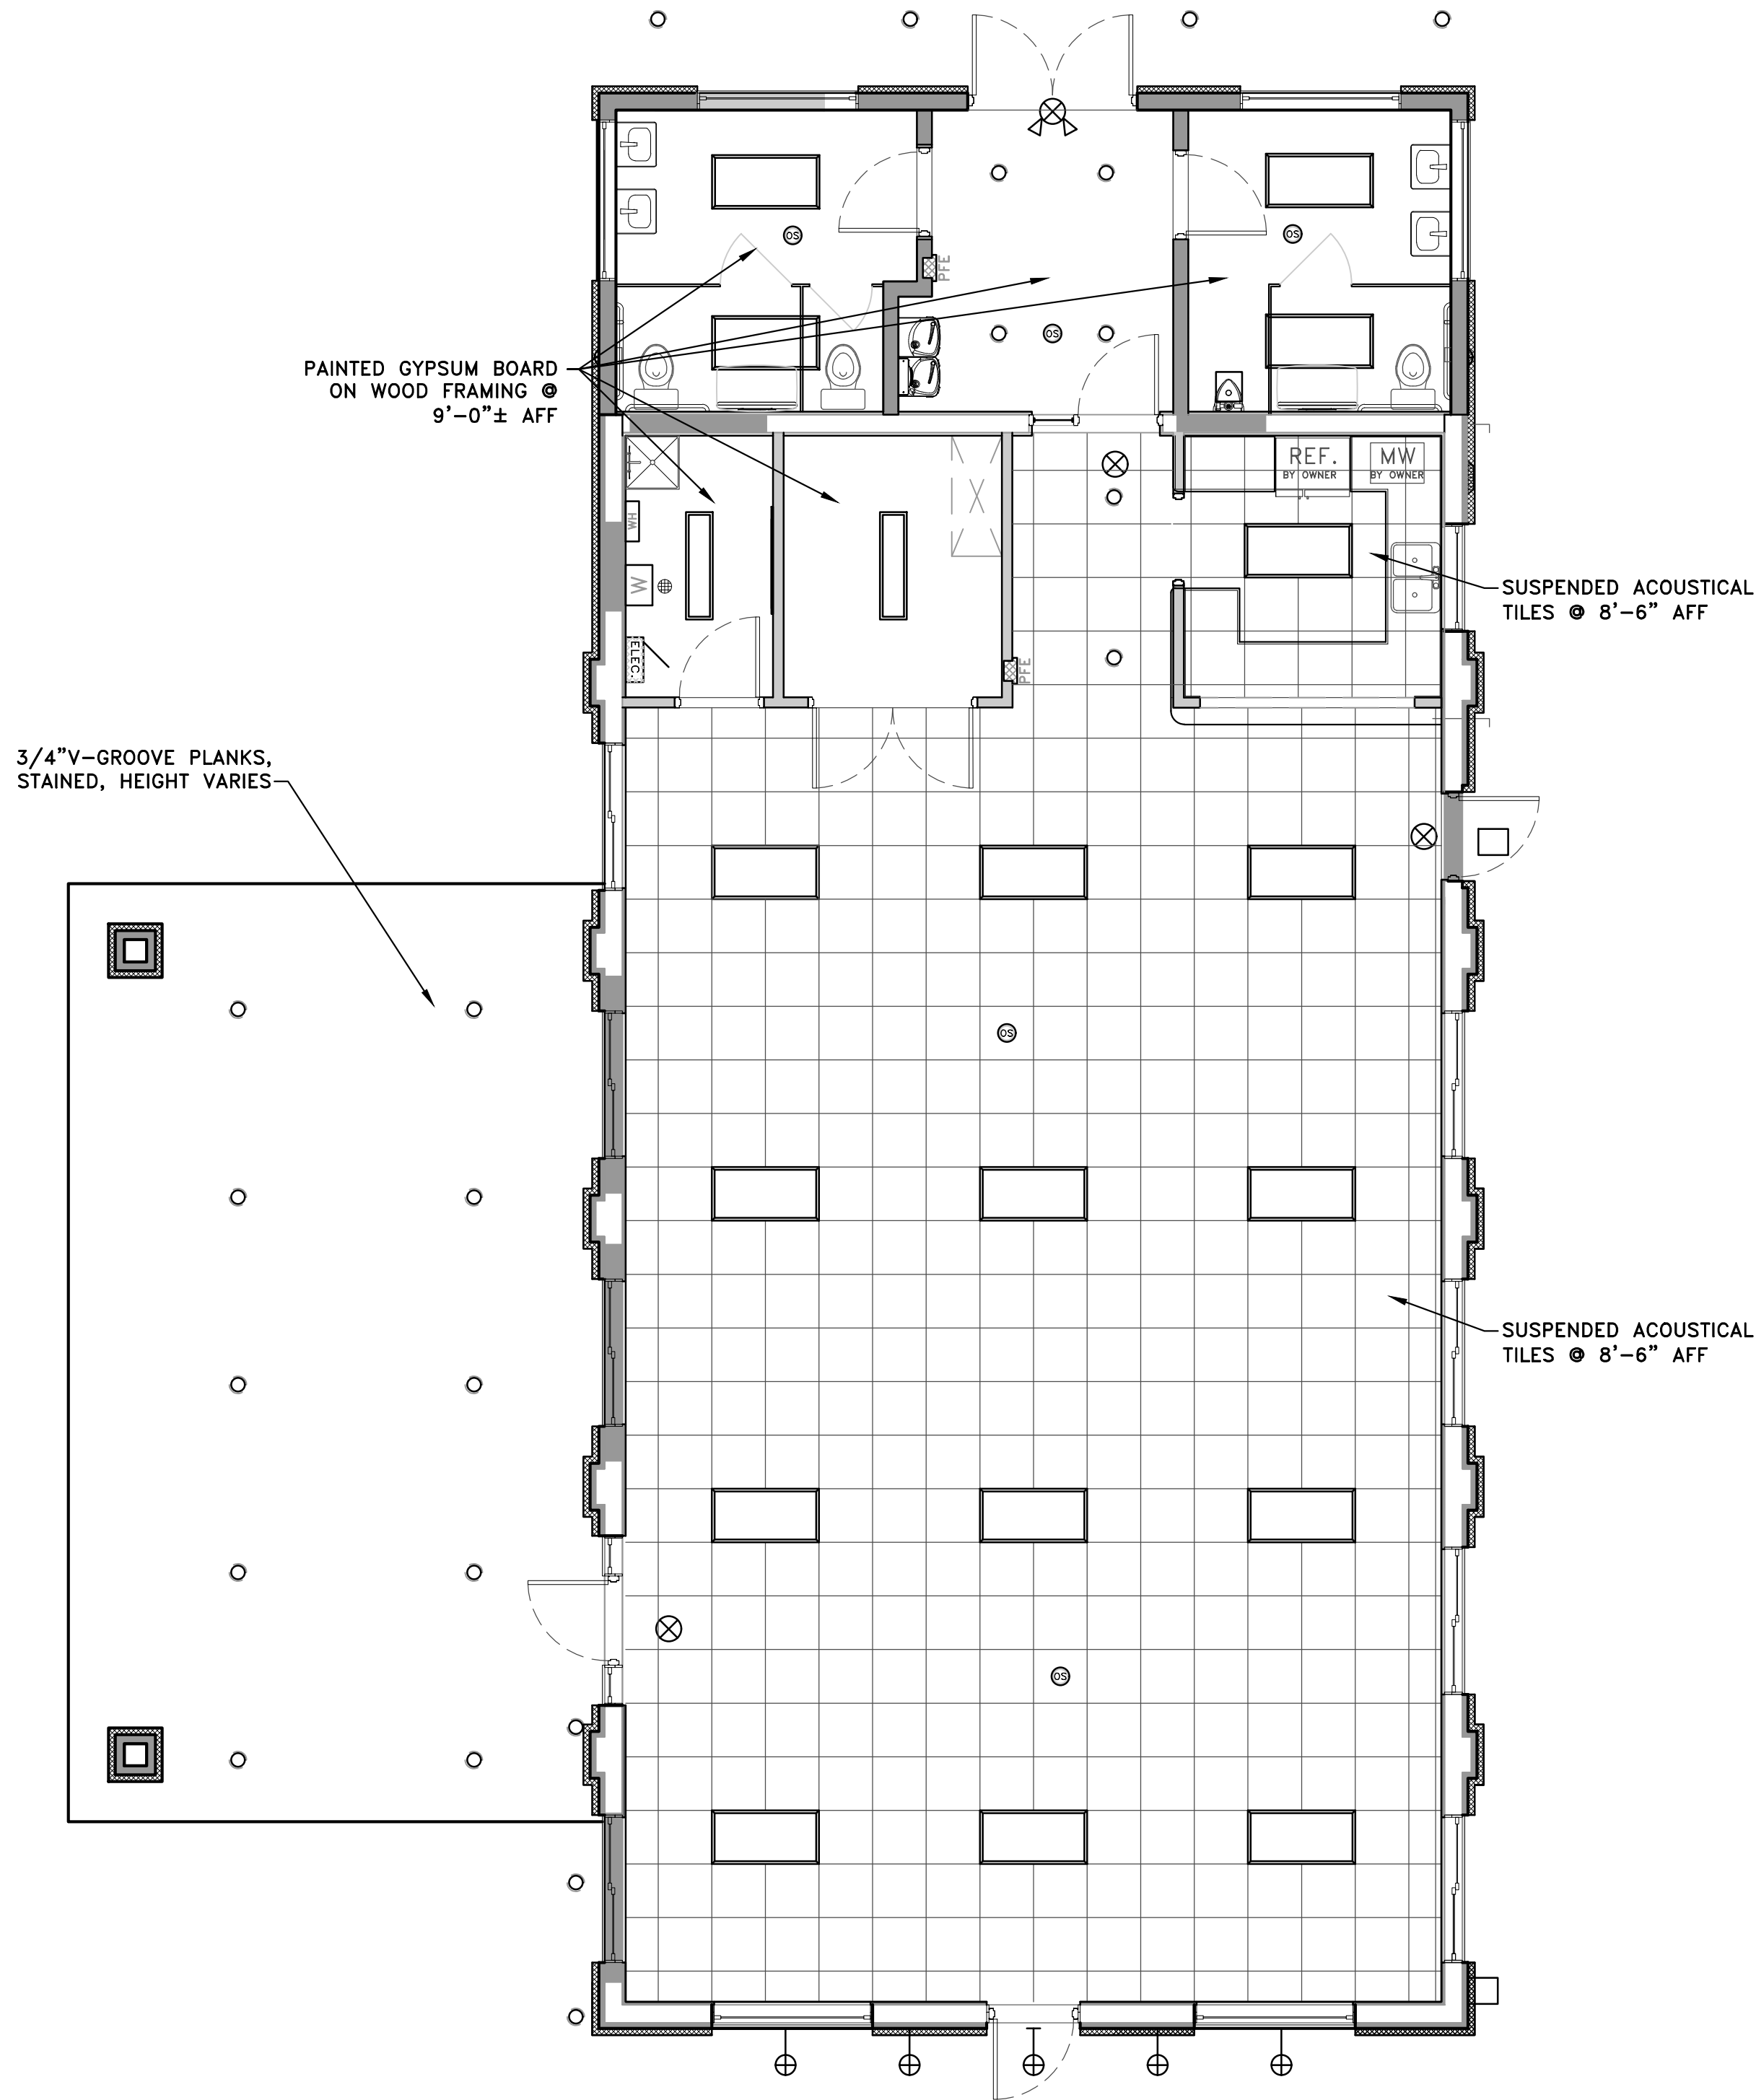 OS
OS
PFE
OS
PAINTED GYPSUM BOARD
ON WOOD FRAMING @
9'-0"± AFF
REF.
BY OWNER
MW
BY OWNER
WH
W
ELEC.
PFE
SUSPENDED ACOUSTICAL
TILES @ 8'-6" AFF
3/4"V-GROOVE PLANKS,
STAINED, HEIGHT VARIES
OS
SUSPENDED ACOUSTICAL
TILES @ 8'-6" AFF
OS